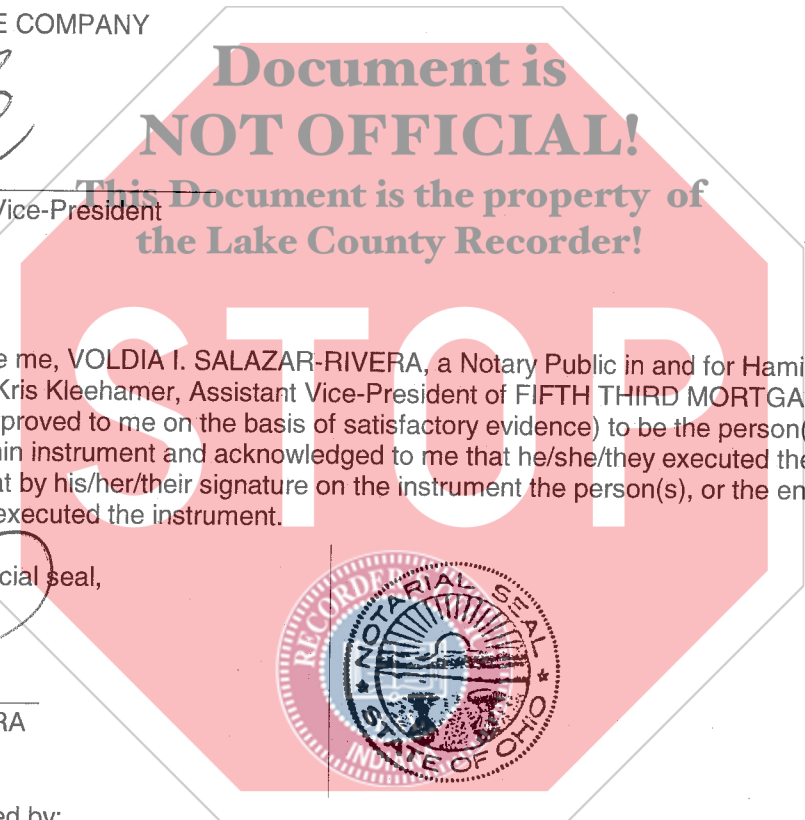 E COMPANY
Document is
NOT OFFICIAL!
This Document is the property of
Vice-President
the Lake County Recorder!
STOP
e me, VOLDIA I. SALAZAR-RIVERA, a Notary Public in and for Hami
Kris Kleehamer, Assistant Vice-President of FIFTH THIRD MORTGA
proved to me on the basis of satisfactory evidence) to be the person(
in instrument and acknowledged to me that he/she/they executed the
at by his/her/their signature on the instrument the person(s), or the en
executed the instrument.
cial seal,
RECORDER
NOTARIAL SEAL
STATE OF OHIO
INDIANA
RA
ed by: